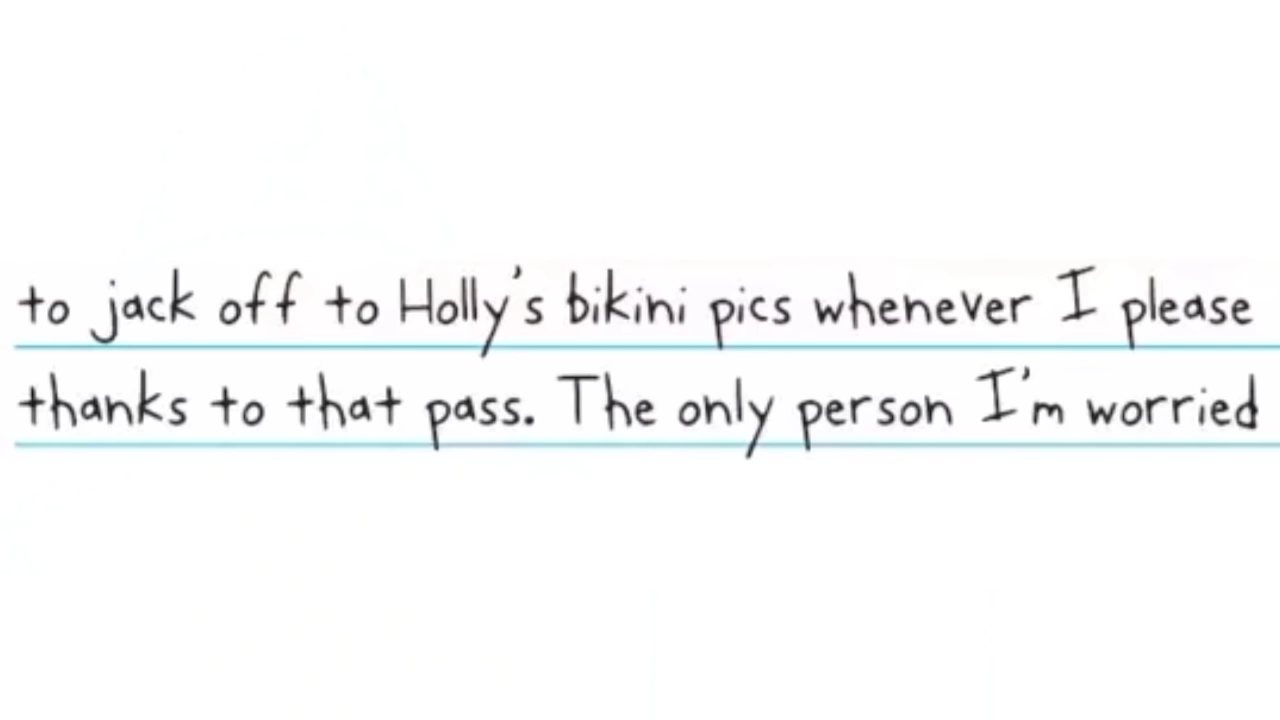 to jack off to Holly's bikini pics whenever I please
thanks to that pass. The only person I'm worried